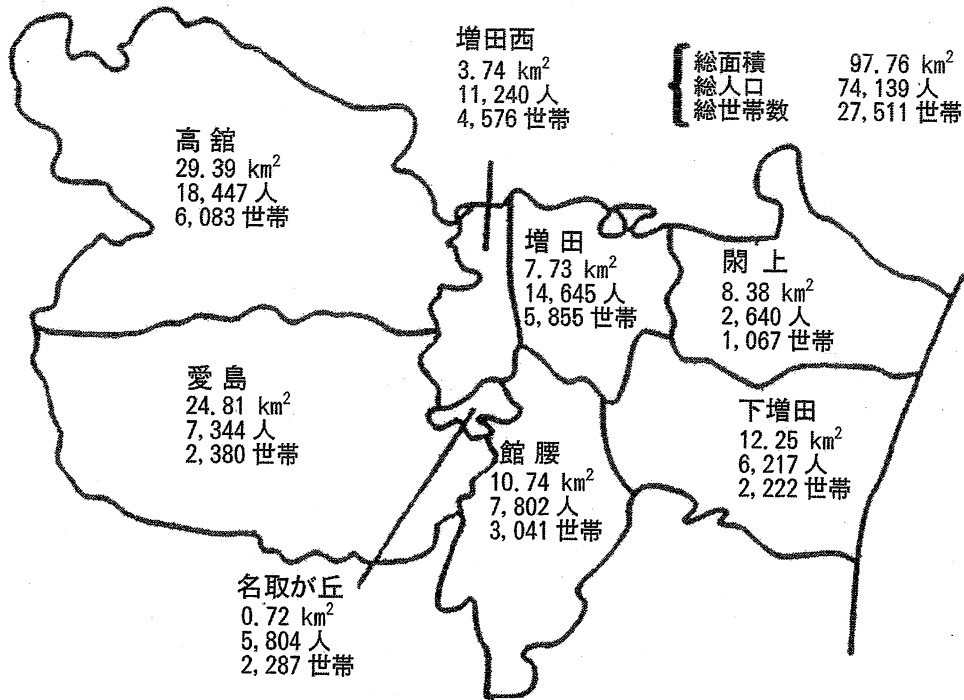 増田西
3.74 km²
11,240 人
4,576 世帯
総面積 97.76 km²
総人口 74,139 人
総世帯数 27,511 世帯
高舘
29.39 km²
18,447 人
6,083 世帯
増田
7.73 km²
14,645 人
5,855 世帯
閖上
8.38 km²
2,640 人
1,067 世帯
愛島
24.81 km²
7,344 人
2,380 世帯
下増田
12.25 km²
6,217 人
2,222 世帯
館腰
10.74 km²
7,802 人
3,041 世帯
名取が丘
0.72 km²
5,804 人
2,287 世帯